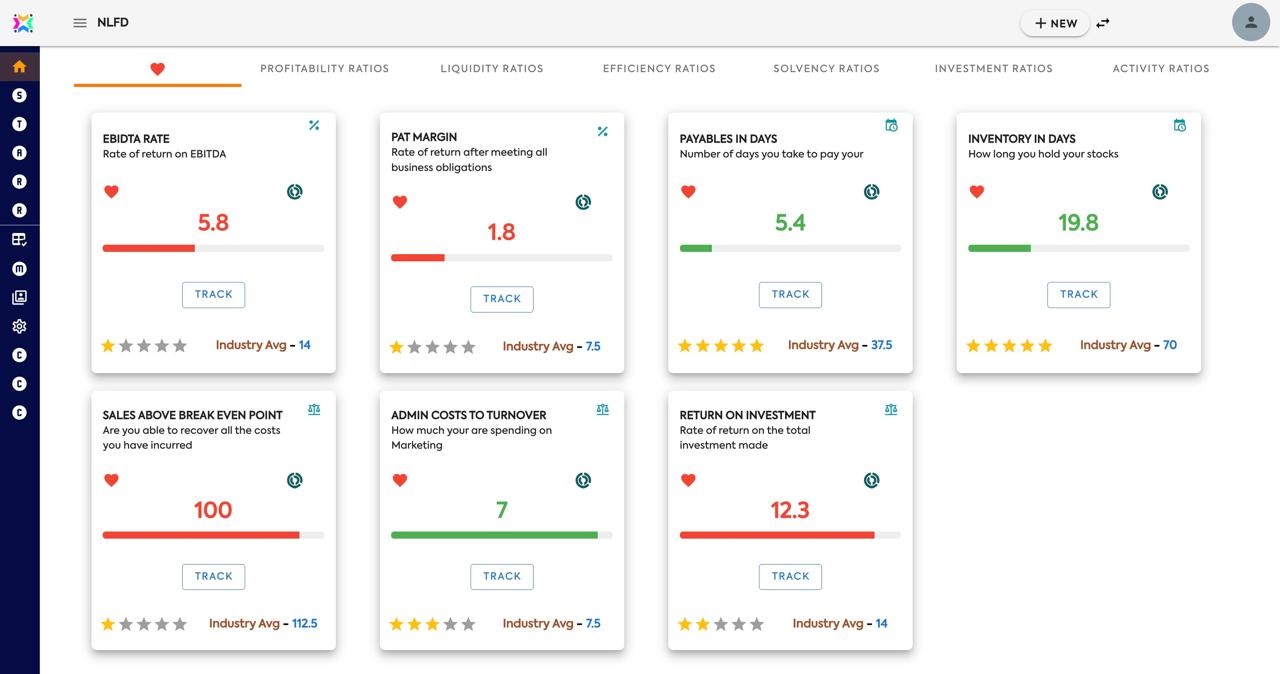 NLFD
+ NEW
PROFITABILITY RATIOS
LIQUIDITY RATIOS
EFFICIENCY RATIOS
SOLVENCY RATIOS
INVESTMENT RATIOS
ACTIVITY RATIOS
S
T
A
R
R
m
C
C
C
EBIDTA RATE
Rate of return on EBITDA
5.8
TRACK
Industry Avg - 14
PAT MARGIN
Rate of return after meeting all
business obligations
1.8
TRACK
Industry Avg - 7.5
PAYABLES IN DAYS
Number of days you take to pay your
5.4
TRACK
Industry Avg - 37.5
INVENTORY IN DAYS
How long you hold your stocks
19.8
TRACK
Industry Avg - 70
SALES ABOVE BREAK EVEN POINT
Are you able to recover all the costs
you have incurred
100
TRACK
Industry Avg - 112.5
ADMIN COSTS TO TURNOVER
How much your are spending on
Marketing
7
TRACK
Industry Avg - 7.5
RETURN ON INVESTMENT
Rate of return on the total
investment made
12.3
TRACK
Industry Avg - 14